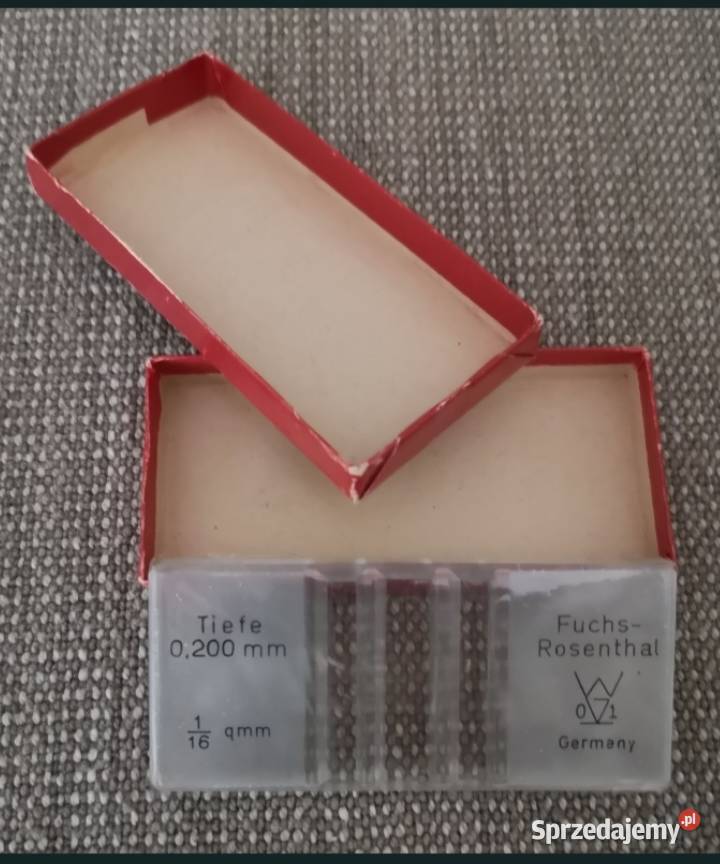 Tiefe
0,200 mm
1/16 qmm
Fuchs-
Rosenthal
W
0 1
Germany
Sprzedajemy.pl